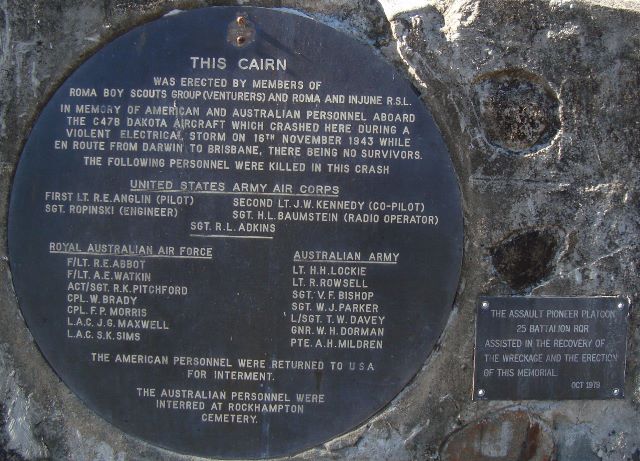 THIS CAIRN
WAS ERECTED BY MEMBERS OF
ROMA BOY SCOUTS GROUP (VENTURERS) AND ROMA AND INJUNE R.S.L.
IN MEMORY OF AMERICAN AND AUSTRALIAN PERSONNEL ABOARD
THE C47B DAKOTA AIRCRAFT WHICH CRASHED HERE DURING A
VIOLENT ELECTRICAL STORM ON 16TH NOVEMBER 1943 WHILE
EN ROUTE FROM DARWIN TO BRISBANE, THERE BEING NO SURVIVORS.
THE FOLLOWING PERSONNEL WERE KILLED IN THIS CRASH
UNITED STATES ARMY AIR CORPS
FIRST LT. R.E. ANGLIN (PILOT)
SECOND LT. J.W. KENNEDY (CO-PILOT)
SGT. ROPINSKI (ENGINEER)
SGT. H.L. BAUMSTEIN (RADIO OPERATOR)
SGT. R.L. ADKINS
ROYAL AUSTRALIAN AIR FORCE
F/LT. R.E. ABBOT
F/LT. A.E. WATKIN
ACT/SGT. R.K. PITCHFORD
CPL. W. BRADY
CPL. F.P. MORRIS
L.A.C. J.G. MAXWELL
L.A.C. S.K. SIMS
AUSTRALIAN ARMY
LT. H.H. LOCKIE
LT. R. ROWSELL
SGT. V.F. BISHOP
SGT. W.J. PARKER
L/SGT. T.W. DAVEY
GNR. W.H. DORMAN
PTE. A.H. MILDREN
THE AMERICAN PERSONNEL WERE RETURNED TO USA
FOR INTERMENT.
THE AUSTRALIAN PERSONNEL WERE
INTERRED AT ROCKHAMPTON
CEMETERY.
THE ASSAULT PIONEER PLATOON
25 BATTALION RQR
ASSISTED IN THE RECOVERY OF
THE WRECKAGE AND THE ERECTION
OF THIS MEMORIAL.
OCT 1979